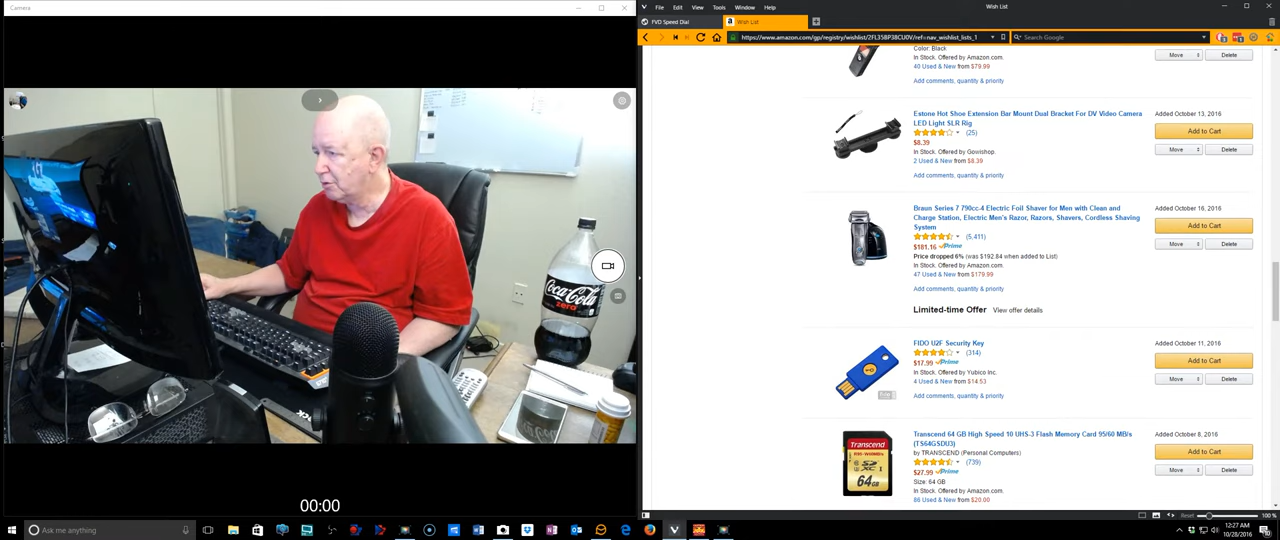 Camera
File Edit View Tools Window Help
Wish List
FVD Speed Dial
Wish List
https://www.amazon.com/gp/registry/wishlist/2FL35BP38CU0V/ref=nav_wishlist_lists_1
Search Google
Color: Black
In Stock. Offered by Amazon.com.
40 Used & New from $79.99
Add comments, quantity & priority
Move
Delete
Estone Hot Shoe Extension Bar Mount Dual Bracket For DV Video Camera
LED Light SLR Rig
(25)
$8.39
In Stock. Offered by Gowishop.
2 Used & New from $8.39
Add comments, quantity & priority
Added October 13, 2016
Add to Cart
Move
Delete
Braun Series 7 790cc-4 Electric Foil Shaver for Men with Clean and
Charge Station, Electric Men's Razor, Razors, Shavers, Cordless Shaving
System
(5,411)
$181.16 Prime
Price dropped 6% (was $192.84 when added to List)
In Stock. Offered by Amazon.com.
47 Used & New from $179.99
Add comments, quantity & priority
Limited-time Offer View offer details
Added October 16, 2016
Add to Cart
Move
Delete
FIDO U2F Security Key
(314)
$17.99 Prime
In Stock. Offered by Yubico Inc.
4 Used & New from $14.53
Add comments, quantity & priority
Added October 11, 2016
Add to Cart
Move
Delete
Transcend 64 GB High Speed 10 UHS-3 Flash Memory Card 95/60 MB/s
(TS64GSDU3)
by TRANSCEND (Personal Computers)
(739)
$27.99 Prime
Size: 64 GB
In Stock. Offered by Amazon.com.
86 Used & New from $20.00
Added October 8, 2016
Add to Cart
Move
Delete
Transcend
64GB
Coca-Cola
zero
00:00
Reset
100 %
Ask me anything
12:27 AM
10/28/2016